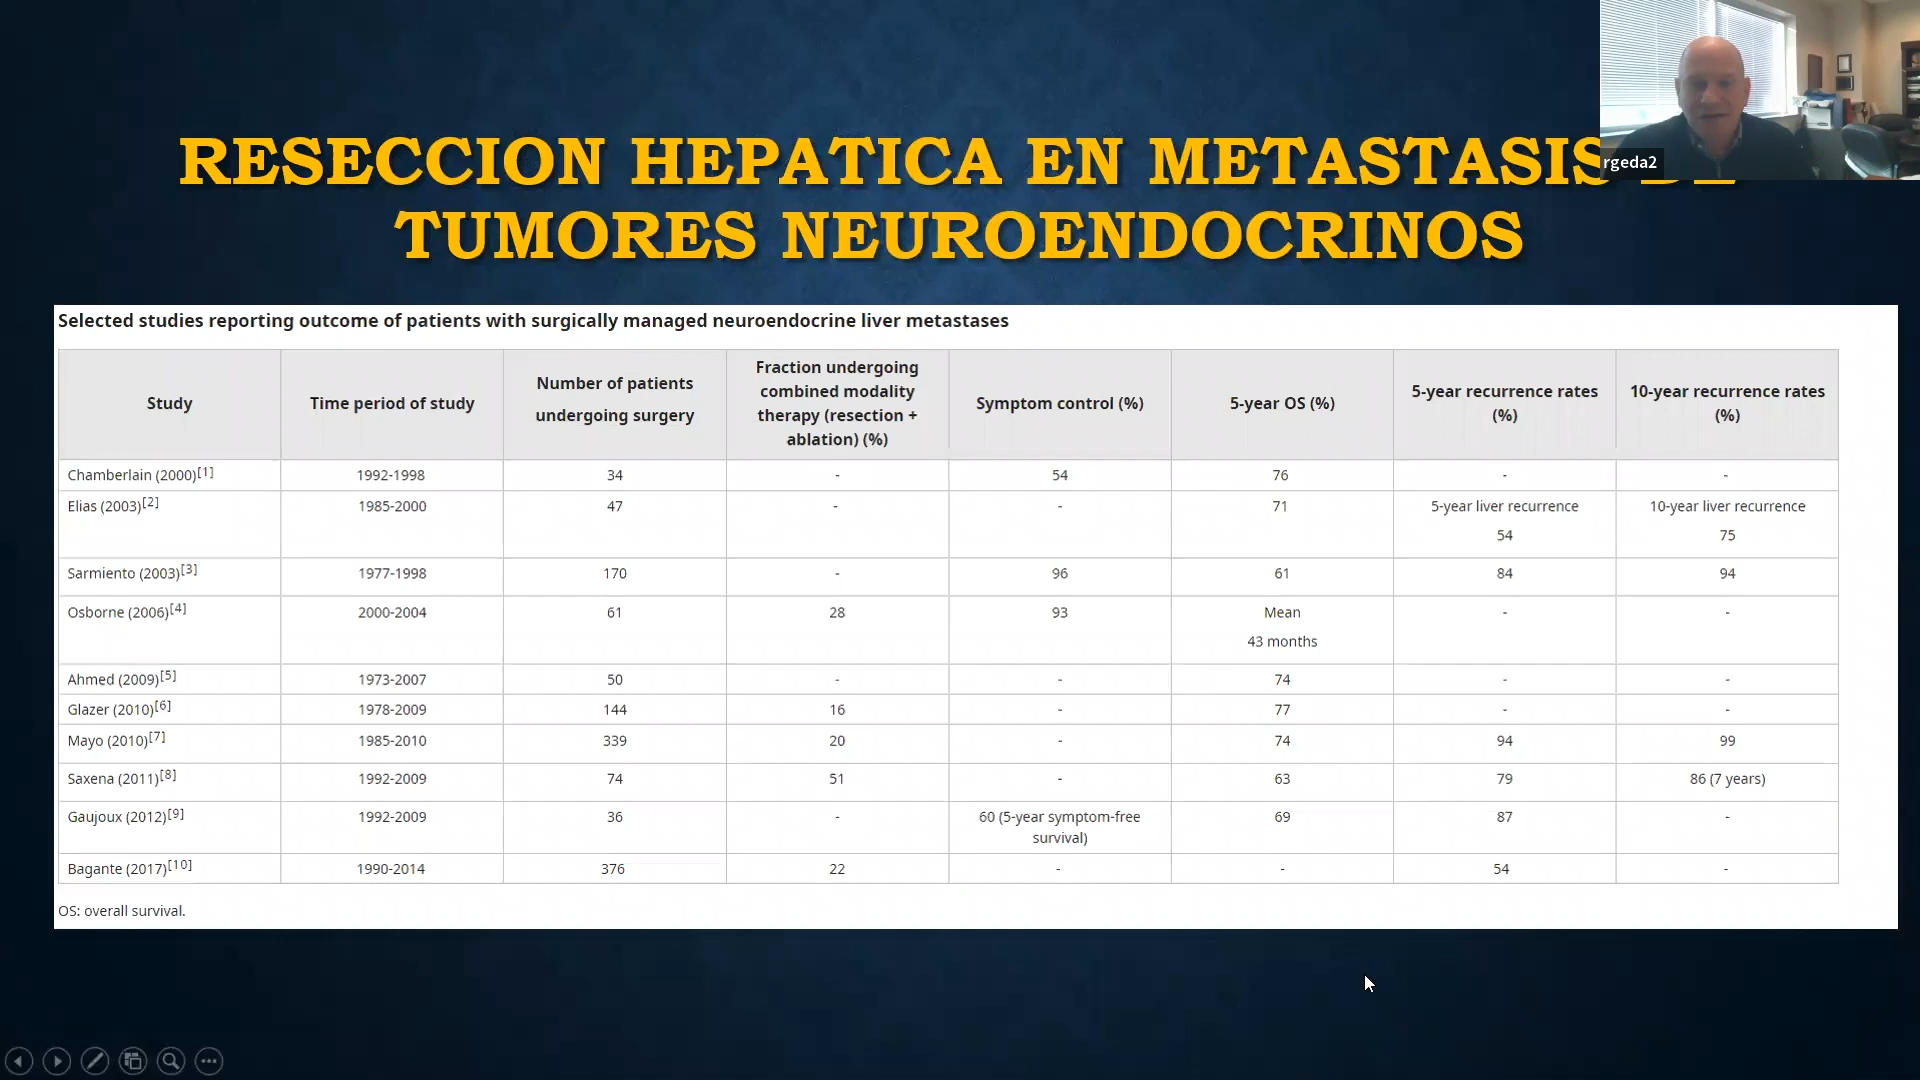 RESECCION HEPATICA EN METASTASIS
TUMORES NEUROENDOCRINOS
rgeda2
Selected studies reporting outcome of patients with surgically managed neuroendocrine liver metastases
Study
Time period of study
Number of patients
undergoing surgery
Fraction undergoing
combined modality
therapy (resection +
ablation) (%)
Symptom control (%)
5-year OS (%)
5-year recurrence rates
(%)
10-year recurrence rates
(%)
Chamberlain (2000)[1] 1992-1998 34 - 54 76 - -
Elias (2003)[2] 1985-2000 47 - - 71 5-year liver recurrence 10-year liver recurrence
54 75
Sarmiento (2003)[3] 1977-1998 170 - 96 61 84 94
Osborne (2006)[4] 2000-2004 61 28 93 Mean - -
43 months
Ahmed (2009)[5] 1973-2007 50 - - 74 - -
Glazer (2010)[6] 1978-2009 144 16 - 77 - -
Mayo (2010)[7] 1985-2010 339 20 - 74 94 99
Saxena (2011)[8] 1992-2009 74 51 - 63 79 86 (7 years)
Gaujoux (2012)[9] 1992-2009 36 - 60 (5-year symptom-free 69 87 -
survival)
Bagante (2017)[10] 1990-2014 376 22 - - 54 -
OS: overall survival.